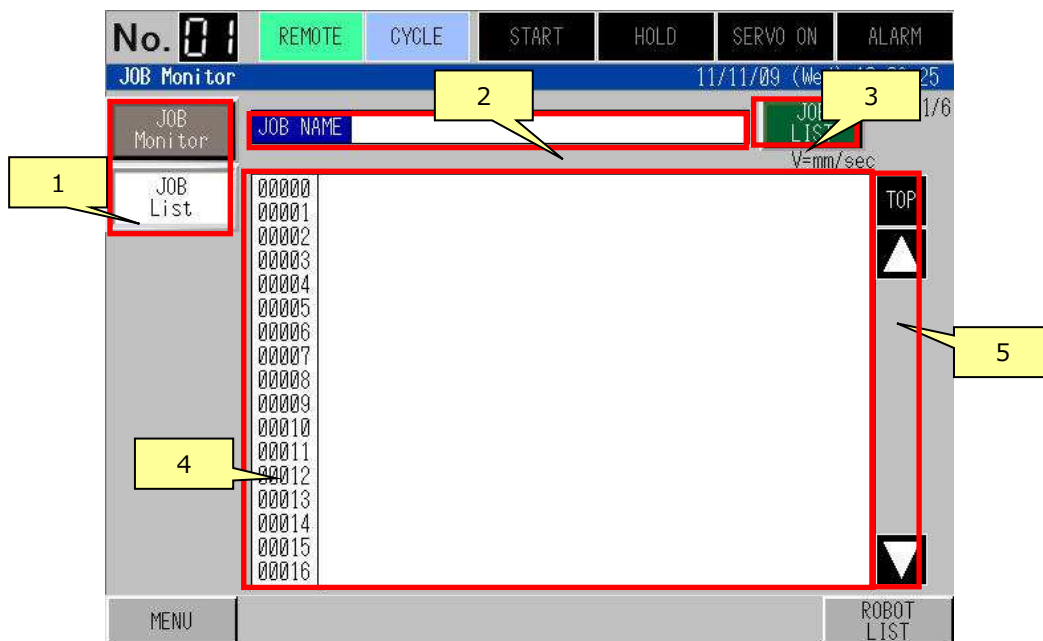 No. 01 REMOTE CYCLE START HOLD SERVO ON ALARM
JOB Monitor 11/11/09 25
2
3
JOB Monitor
JOB NAME
JOB LIST
1/6
V=mm/sec
1
JOB List
TOP
00000
00001
00002
00003
00004
00005
00006
00007
00008
00009
00010
00011
00012
00013
00014
00015
00016
5
4
MENU
ROBOT LIST